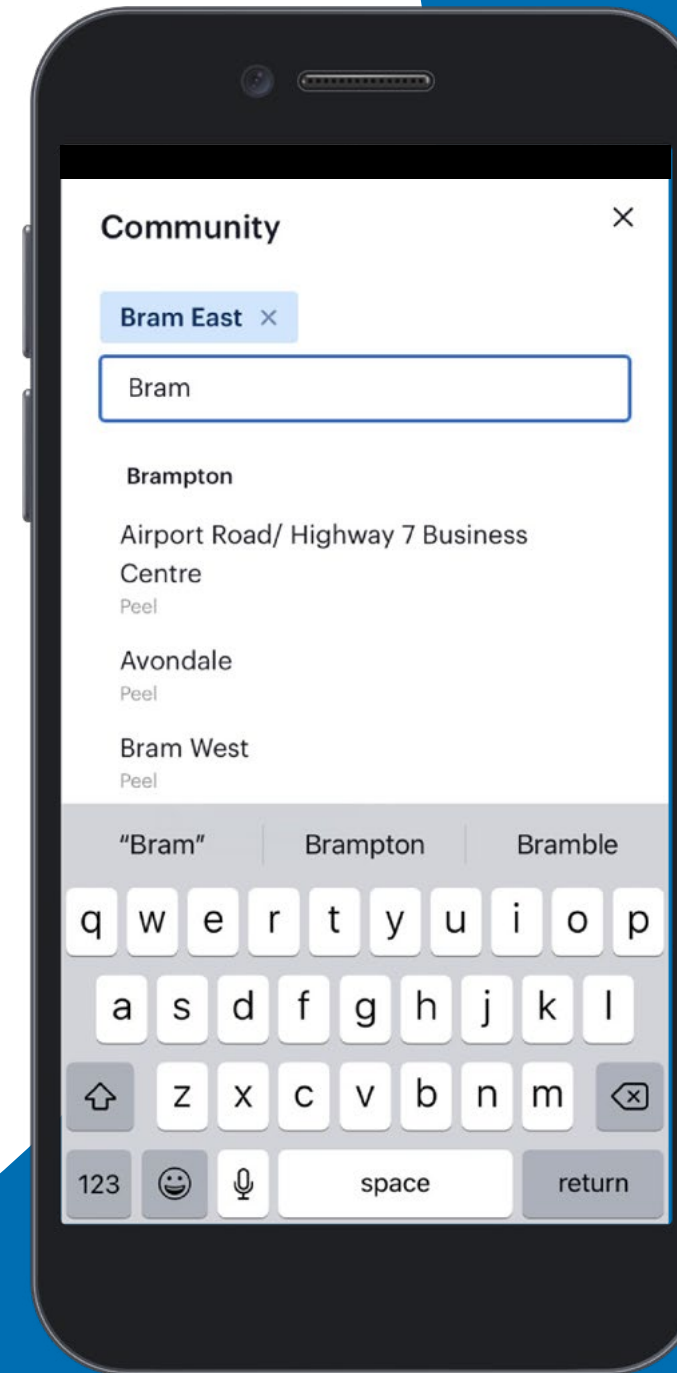 Community
Bram East
Bram
Brampton
Airport Road/ Highway 7 Business
Centre
Peel
Avondale
Peel
Bram West
Peel
“Bram” Brampton Bramble
q w e r t y u i o p
a s d f g h j k l
z x c v b n m
123 space return